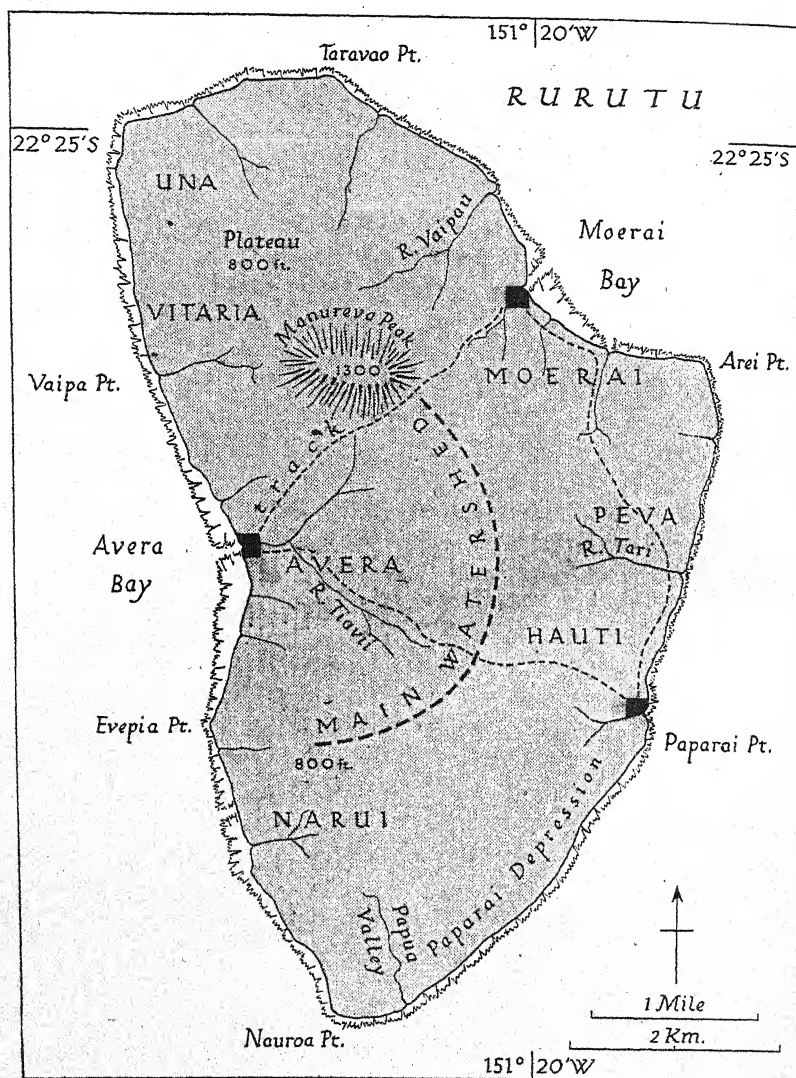 151° 20'W
Taravao Pt.
RURUTU
22° 25'S
22° 25'S
UNA
R. Vaipau
Moerai
Bay
Plateau
800 ft.
VITARIA
Manureva Peak
1300
Vaipa Pt.
MOERAI
Arei Pt.
track
PEVA
R. Tari
Avera
Bay
AVERA
R. Tiavil
HAUTI
MAIN WATERSHED
Evepia Pt.
Paparai Pt.
800 ft.
NARUI
Paparai Depression
Papua
Valley
1 Mile
2 Km.
Nauroa Pt.
151° 20'W